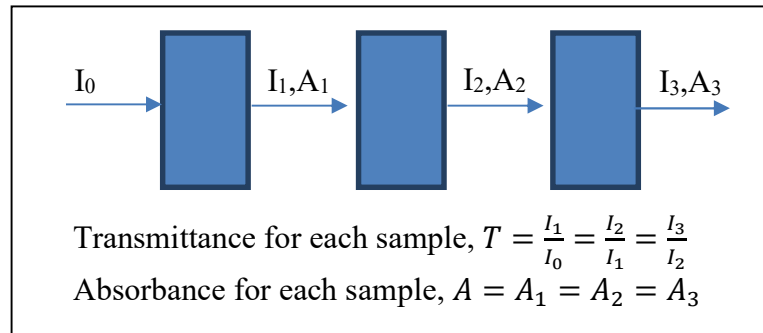 I₀ I₁,A₁ I₂,A₂ I₃,A₃
Transmittance for each sample, 𝑇 = 𝐼₁/𝐼₀ = 𝐼₂/𝐼₁ = 𝐼₃/𝐼₂
Absorbance for each sample, 𝐴 = 𝐴₁ = 𝐴₂ = 𝐴₃